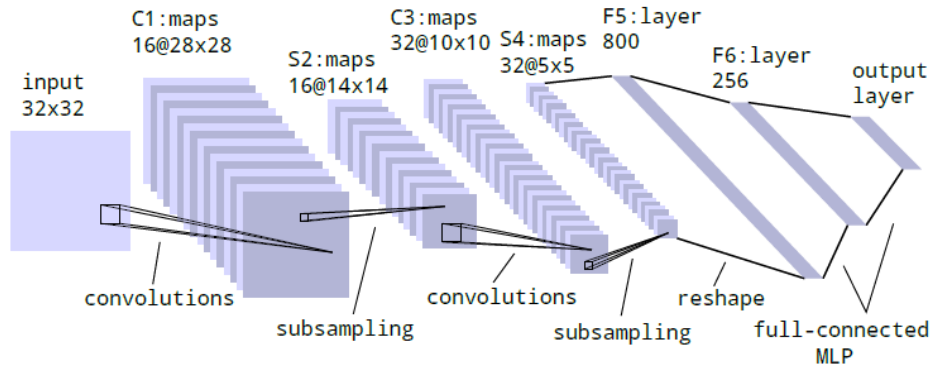 input
32x32
C1:maps
16@28x28
S2:maps
16@14x14
C3:maps
32@10x10
S4:maps
32@5x5
F5:layer
800
F6:layer
256
output
layer
convolutions
subsampling
convolutions
subsampling
reshape
full-connected
MLP